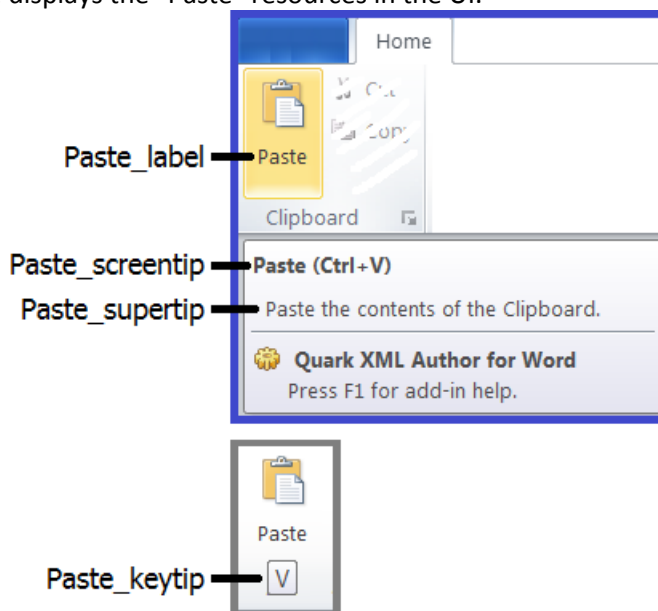 displays the "Paste" resources in the UI.
Home
Paste_label
Paste
Copy
Clipboard
Paste_screentip
Paste (Ctrl+V)
Paste_supertip
Paste the contents of the Clipboard.
Quark XML Author for Word
Press F1 for add-in help.
Paste
Paste_keytip
V